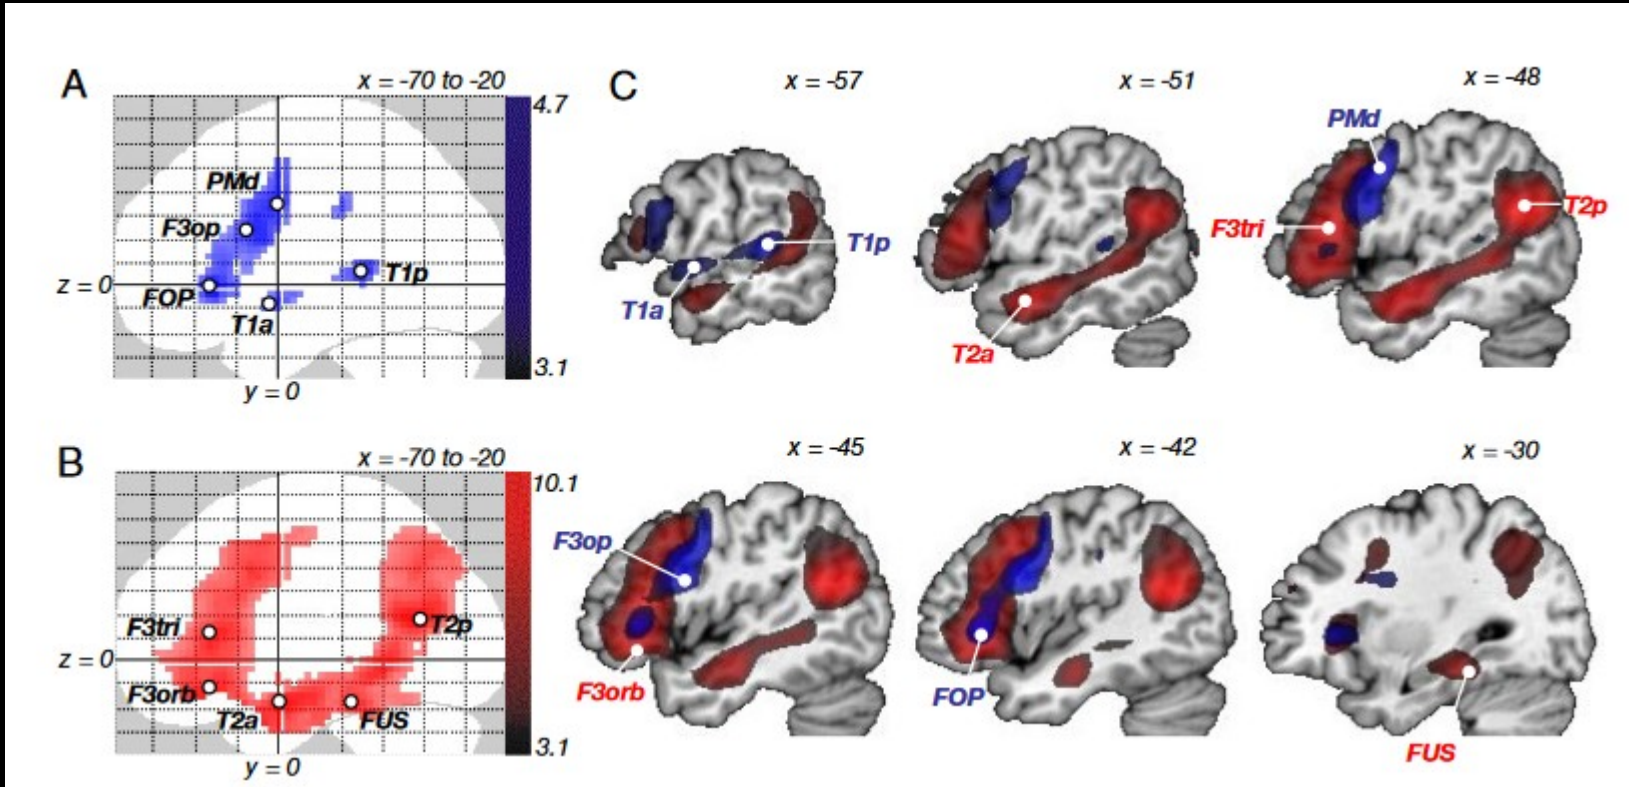 A
x = -70 to -20
4.7
PMd
F3op
z = 0
FOP
T1p
T1a
3.1
y = 0
B
x = -70 to -20
10.1
F3tri
T2p
z = 0
F3orb
T2a
FUS
3.1
y = 0
C
x = -57
T1p
T1a
x = -51
T2a
x = -48
PMd
F3tri
T2p
x = -45
F3op
F3orb
x = -42
FOP
x = -30
FUS